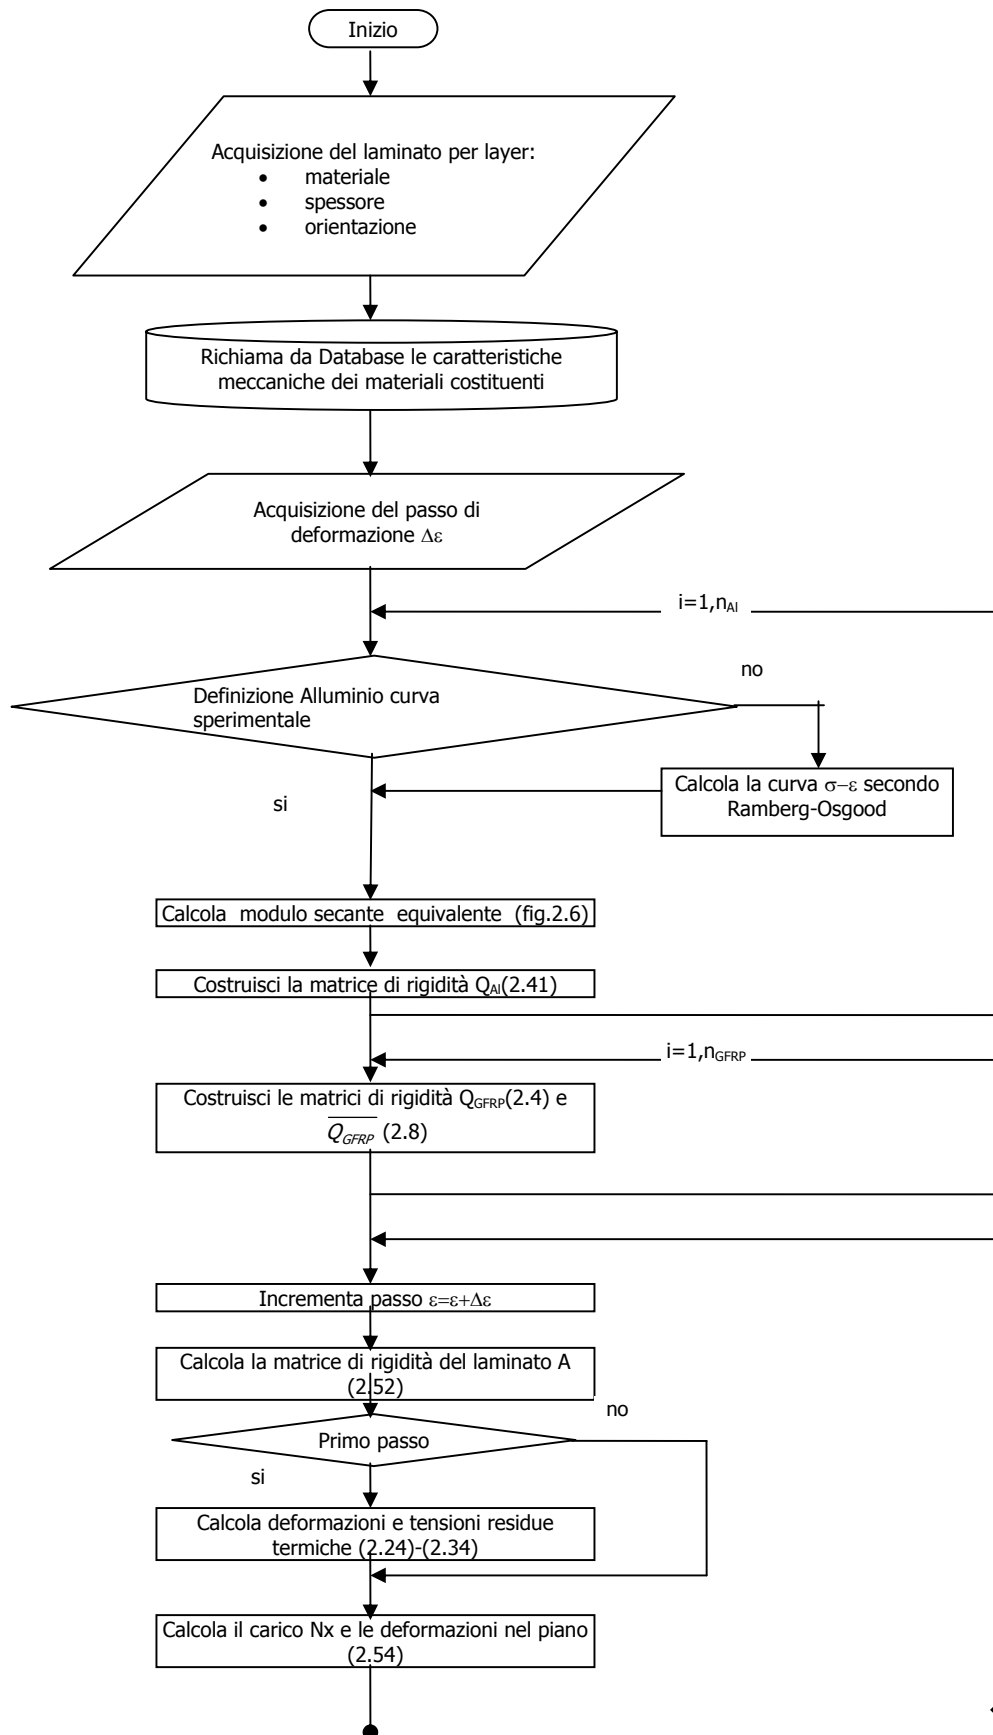 Inizio
Acquisizione del laminato per layer:
• materiale
• spessore
• orientazione
Richiama da Database le caratteristiche
meccaniche dei materiali costituenti
Acquisizione del passo di
deformazione Δε
i=1,nAl
no
Definizione Alluminio curva
sperimentale
Calcola la curva σ−ε secondo
Ramberg-Osgood
si
Calcola modulo secante equivalente (fig.2.6)
Costruisci la matrice di rigidità QAl(2.41)
i=1,nGFRP
Costruisci le matrici di rigidità QGFRP(2.4) e
Q̅GFRP (2.8)
Incrementa passo ε=ε+Δε
Calcola la matrice di rigidità del laminato A
(2.52)
no
Primo passo
si
Calcola deformazioni e tensioni residue
termiche (2.24)-(2.34)
Calcola il carico Nx e le deformazioni nel piano
(2.54)